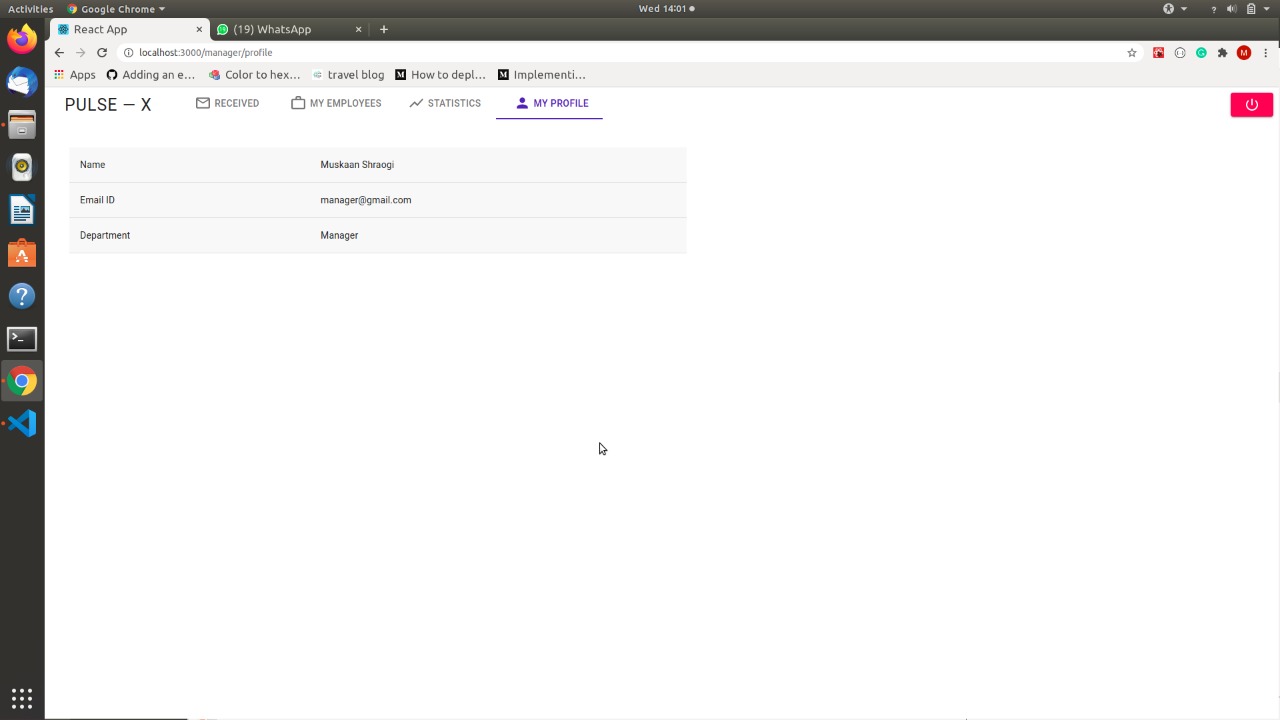 Activities Google Chrome Wed 14:01
React App (19) WhatsApp
localhost:3000/manager/profile M
Apps Adding an e... Color to hex... travel blog How to depl... Implementi...
PULSE — X RECEIVED MY EMPLOYEES STATISTICS MY PROFILE
Name Muskaan Shraogi
Email ID manager@gmail.com
Department Manager